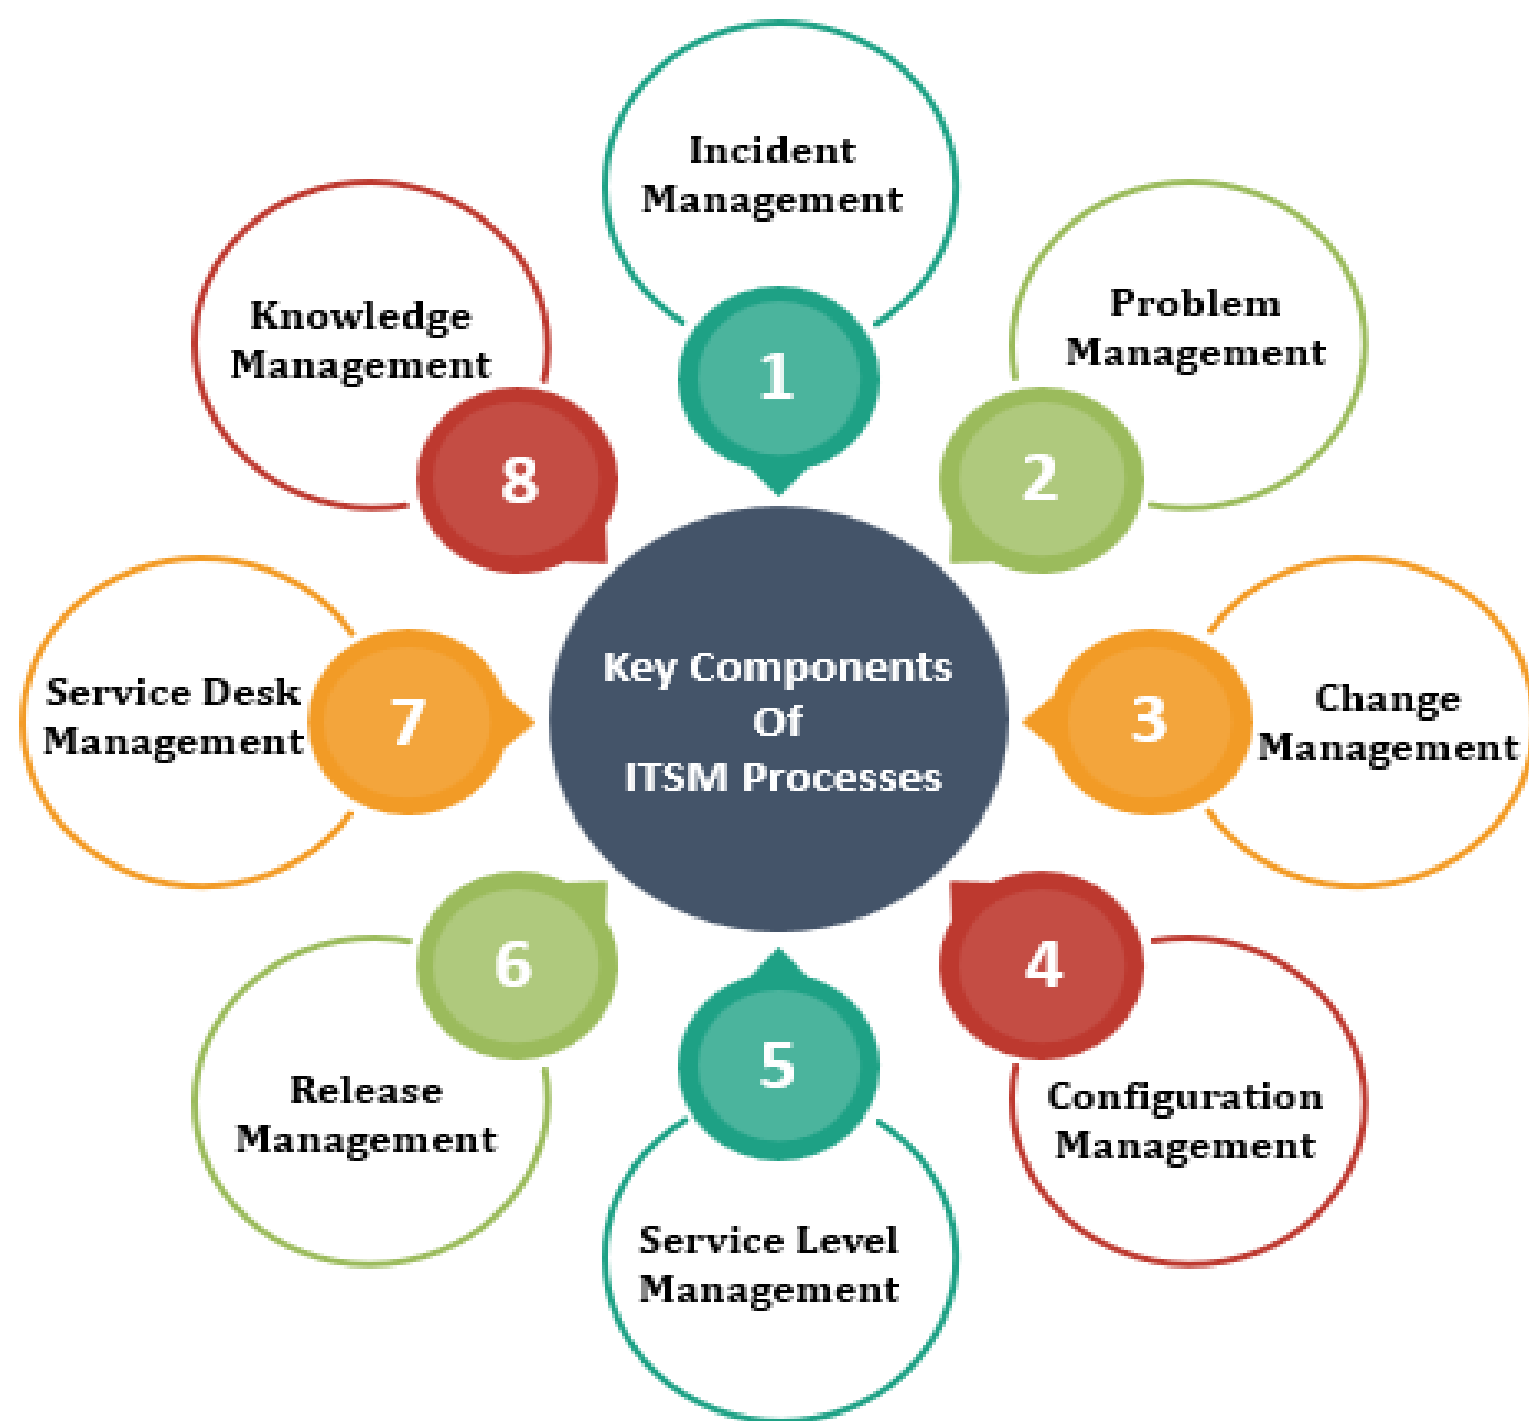 Incident
Management
1
Problem
Management
2
Change
Management
3
Configuration
Management
4
Service Level
Management
5
Release
Management
6
Service Desk
Management
7
Knowledge
Management
8
Key Components
Of
ITSM Processes